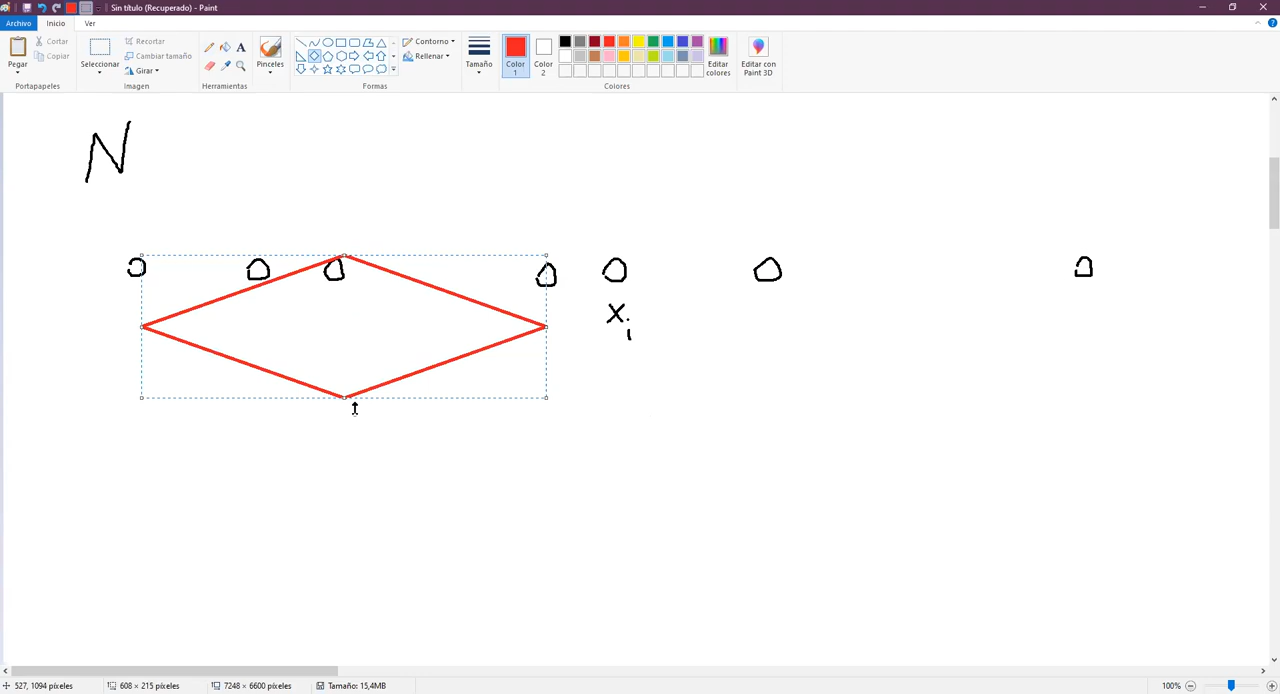 Sin título (Recuperado) - Paint
Archivo Inicio Ver
Pegar
Cortar
Copiar
Portapapeles
Seleccionar
Recortar
Cambiar tamaño
Girar
Imagen
A
Herramientas
Pinceles
Contorno
Rellenar
Formas
Tamaño
Color
1
Color
2
Editar
colores
Editar con
Paint 3D
Colores
N
x i
527, 1094 píxeles 608 × 215 píxeles 7248 × 6600 píxeles Tamaño: 15,4MB 100%